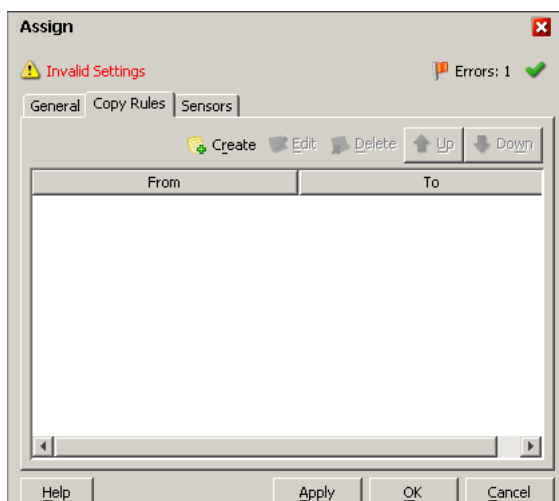 Assign
Invalid Settings Errors: 1
General Copy Rules Sensors
Create Edit Delete Up Down
From To
Help Apply OK Cancel